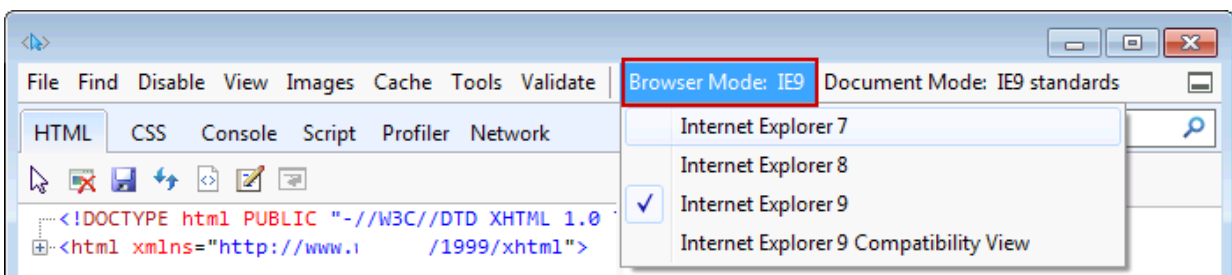 File Find Disable View Images Cache Tools Validate Browser Mode: IE9 Document Mode: IE9 standards
HTML CSS Console Script Profiler Network
Internet Explorer 7
Internet Explorer 8
Internet Explorer 9
Internet Explorer 9 Compatibility View
<!DOCTYPE html PUBLIC "-//W3C//DTD XHTML 1.0
<html xmlns="http://www. /1999/xhtml">